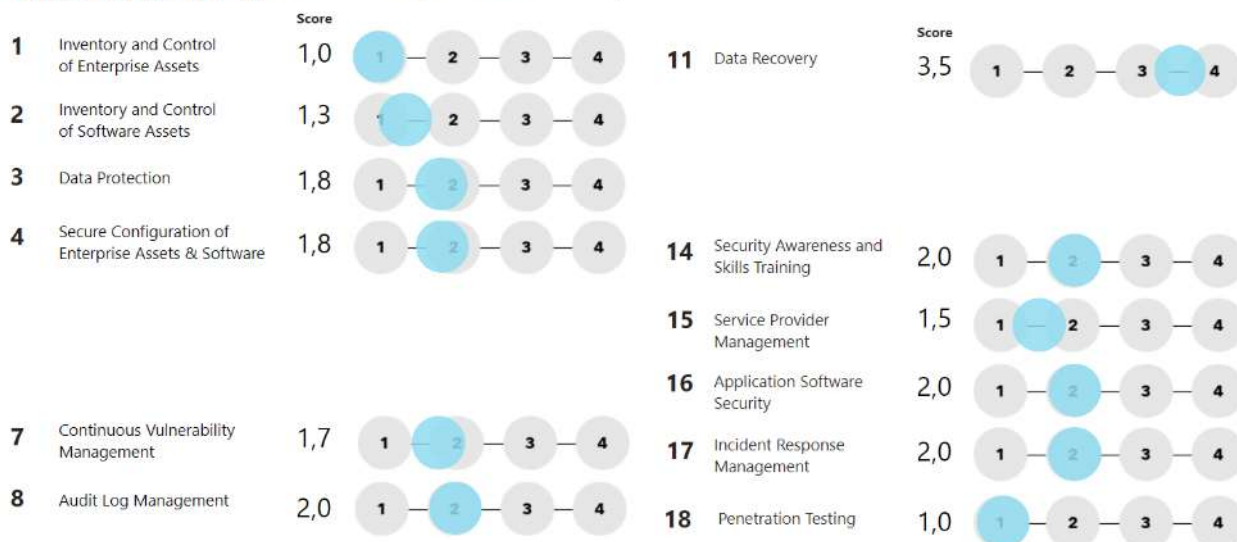 Score
1 Inventory and Control
of Enterprise Assets 1,0 1 2 3 4
2 Inventory and Control
of Software Assets 1,3 1 2 3 4
3 Data Protection 1,8 1 2 3 4
4 Secure Configuration of
Enterprise Assets & Software 1,8 1 2 3 4
7 Continuous Vulnerability
Management 1,7 1 2 3 4
8 Audit Log Management 2,0 1 2 3 4
Score
11 Data Recovery 3,5 1 2 3 4
14 Security Awareness and
Skills Training 2,0 1 2 3 4
15 Service Provider
Management 1,5 1 2 3 4
16 Application Software
Security 2,0 1 2 3 4
17 Incident Response
Management 2,0 1 2 3 4
18 Penetration Testing 1,0 1 2 3 4